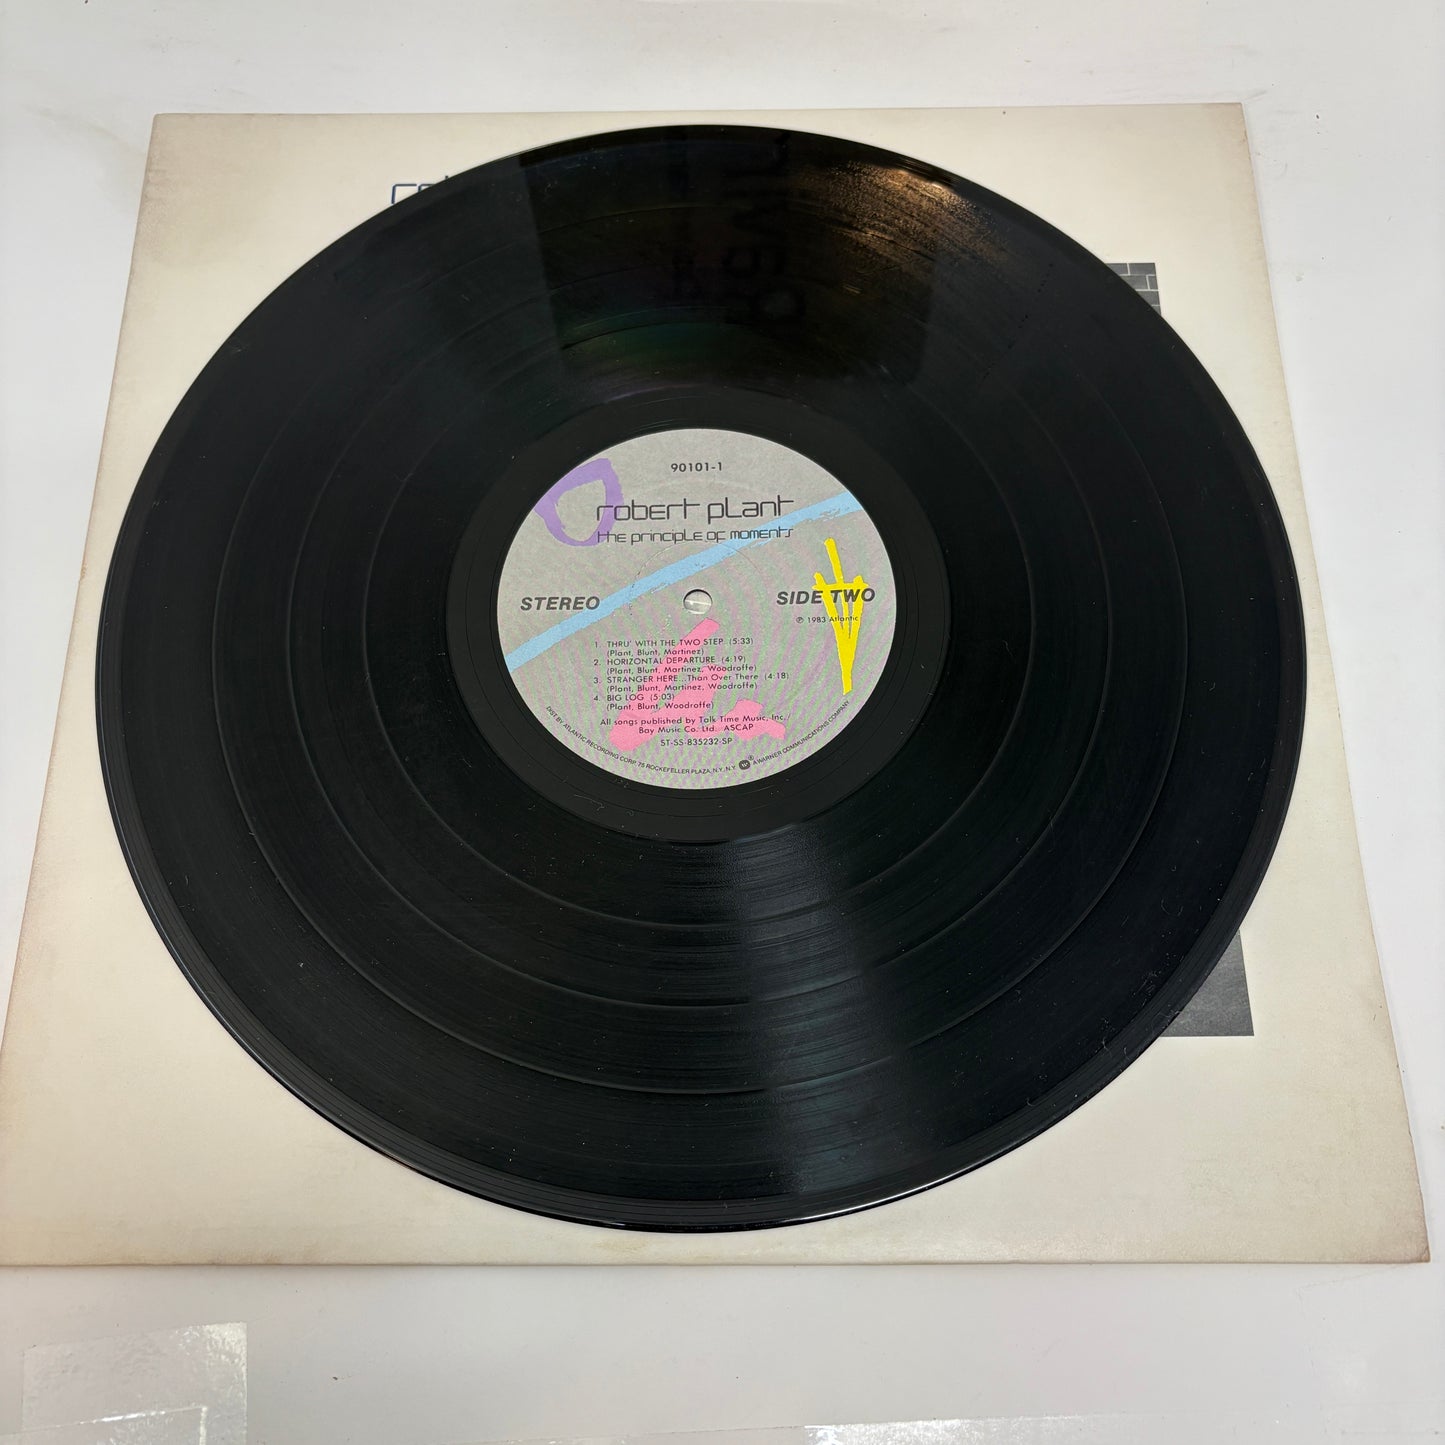 90101-1
robert plant
the principle of moments
STEREO
SIDE TWO
℗ 1983 Atlantic
1. THRU' WITH THE TWO STEP (5:33)
(Plant, Blunt, Martinez)
2. HORIZONTAL DEPARTURE (4:19)
(Plant, Blunt, Martinez, Woodroffe)
3. STRANGER HERE...Than Over There (4:18)
(Plant, Blunt, Martinez, Woodroffe)
4. BIG LOG (5:03)
(Plant, Blunt, Woodroffe)
All songs published by Talk Time Music, Inc./
Bay Music Co. Ltd. ASCAP
ST-SS-835232-SP
DIST. BY ATLANTIC RECORDING CORP. 75 ROCKEFELLER PLAZA, N.Y. N.Y. ® A WARNER COMMUNICATIONS COMPANY